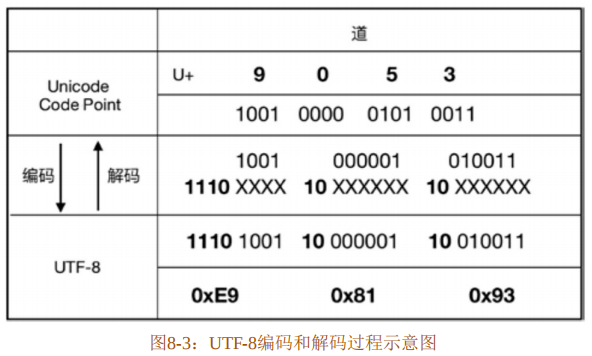 道
Unicode
Code Point
U+ 9 0 5 3
1001 0000 0101 0011
编码 解码
1001 000001 010011
1110 XXXX 10 XXXXXX 10 XXXXXX
UTF-8
1110 1001 10 000001 10 010011
0xE9 0x81 0x93
图8-3：UTF-8编码和解码过程示意图